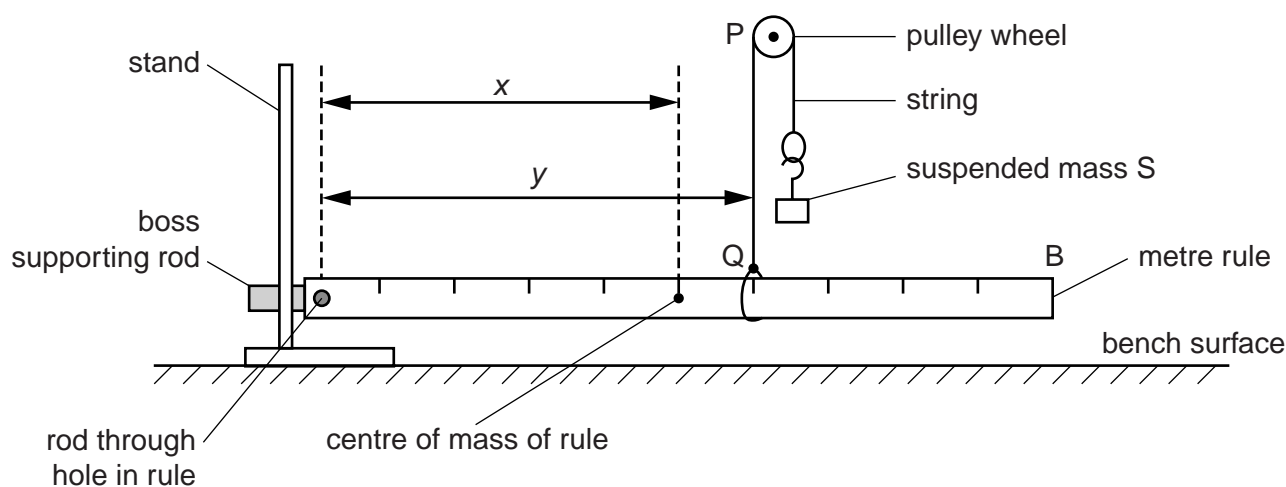 P
pulley wheel
stand
x
string
suspended mass S
y
boss
supporting rod
Q
B
metre rule
bench surface
rod through
hole in rule
centre of mass of rule